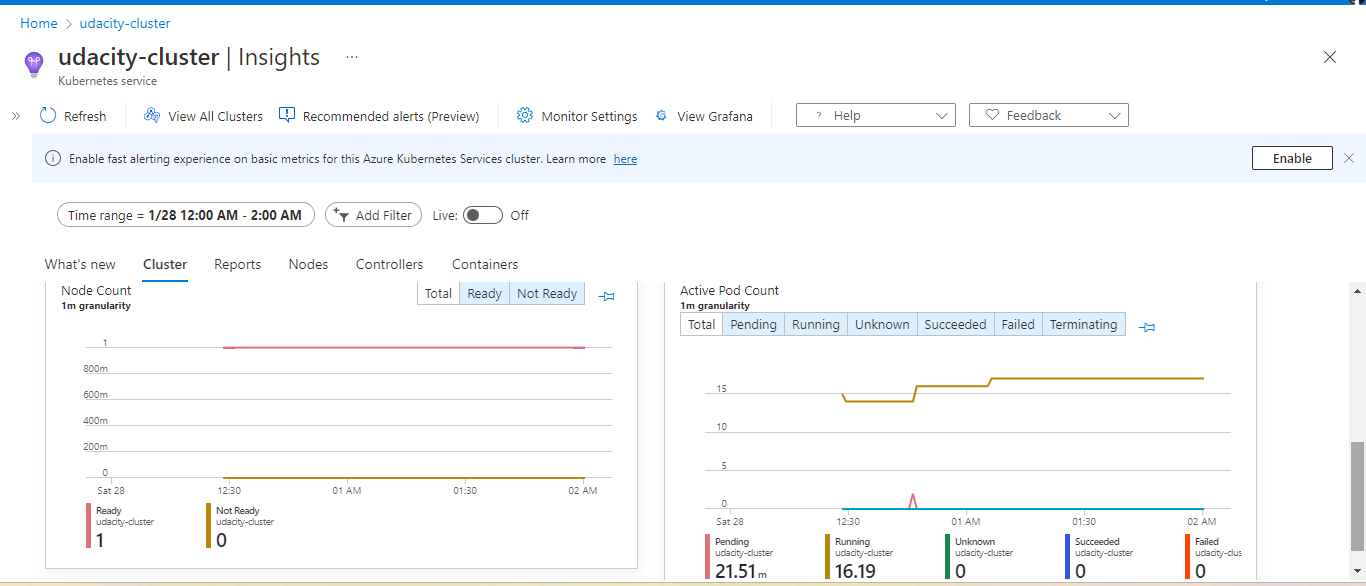 Home > udacity-cluster
udacity-cluster | Insights ...
Kubernetes service
» Refresh View All Clusters Recommended alerts (Preview) Monitor Settings View Grafana ? Help Feedback
Enable fast alerting experience on basic metrics for this Azure Kubernetes Services cluster. Learn more here Enable
Time range = 1/28 12:00 AM - 2:00 AM Add Filter Live: Off
What's new Cluster Reports Nodes Controllers Containers
Node Count
1m granularity
Total Ready Not Ready
1
800m
600m
400m
200m
0
Sat 28 12:30 01 AM 01:30 02 AM
Ready
udacity-cluster
1
Not Ready
udacity-cluster
0
Active Pod Count
1m granularity
Total Pending Running Unknown Succeeded Failed Terminating
15
10
5
0
Sat 28 12:30 01 AM 01:30 02 AM
Pending
udacity-cluster
21.51 m
Running
udacity-cluster
16.19
Unknown
udacity-cluster
0
Succeeded
udacity-cluster
0
Failed
udacity-clus
0